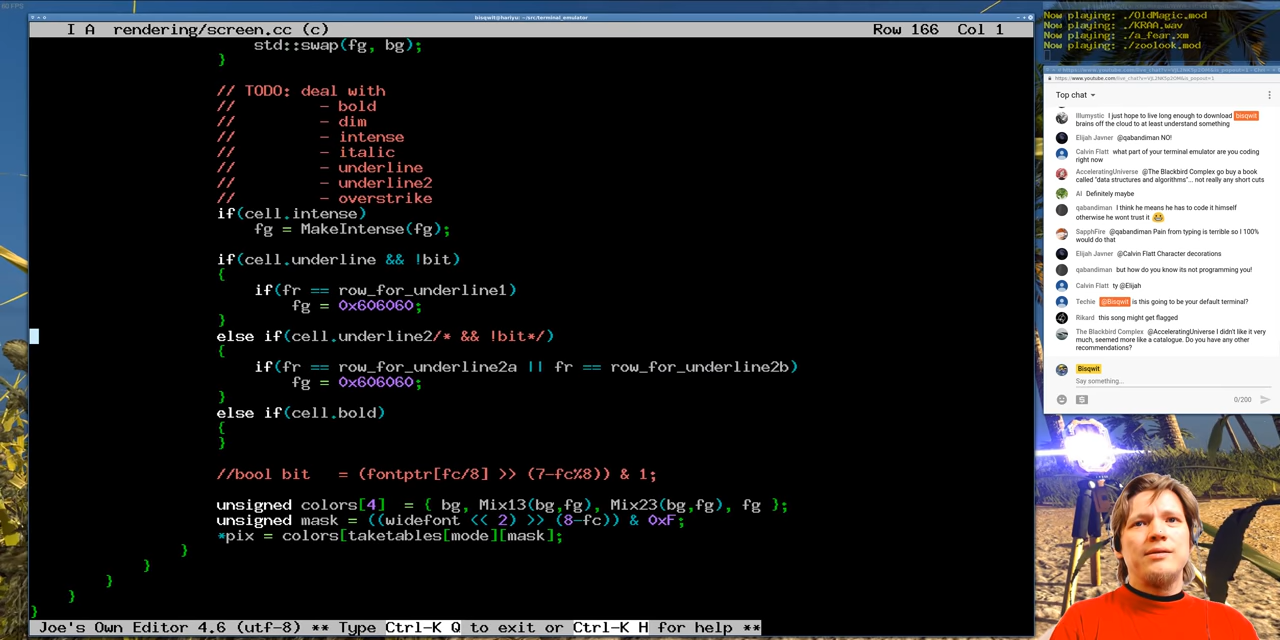 60 FPS
bisqwit@hariyu: ~/src/terminal_emulator
I A rendering/screen.cc (c) Row 166 Col 1
std::swap(fg, bg);
}
// TODO: deal with
// - bold
// - dim
// - intense
// - italic
// - underline
// - underline2
// - overstrike
if(cell.intense)
fg = MakeIntense(fg);
if(cell.underline && !bit)
{
if(fr == row_for_underline1)
fg = 0x606060;
}
else if(cell.underline2/* && !bit*/)
{
if(fr == row_for_underline2a || fr == row_for_underline2b)
fg = 0x606060;
}
else if(cell.bold)
{
}
//bool bit = (fontptr[fc/8] >> (7-fc%8)) & 1;
unsigned colors[4] = { bg, Mix13(bg,fg), Mix23(bg,fg), fg };
unsigned mask = ((widefont << 2) >> (8-fc)) & 0xF;
*pix = colors[taketables[mode][mask];
}
}
}
}
}
Joe's Own Editor 4.6 (utf-8) ** Type Ctrl-K Q to exit or Ctrl-K H for help **
Now playing: ./OldMagic.mod
Now playing: ./KRAA.wav
Now playing: ./a_fear.xm
Now playing: ./zoolook.mod
Top chat
Illumystic I just hope to live long enough to download bisqwit
brains off the cloud to at least understand something
Elijah Javner @qabandiman NO!
Calvin Flatt what part of your terminal emulator are you coding
right now
AcceleratingUniverse @The Blackbird Complex go buy a book
called "data structures and algorithms"... not really any short cuts
Al Definitely maybe
qabandiman I think he means he has to code it himself
otherwise he wont trust it 😂
SapphFire @qabandiman Pain from typing is terrible so I 100%
would do that
Elijah Javner @Calvin Flatt Character decorations
qabandiman but how do you know its not programming you!
Calvin Flatt ty @Elijah
Techie @Bisqwit is this going to be your default terminal?
Rikard this song might get flagged
The Blackbird Complex @AcceleratingUniverse I didn't like it very
much, seemed more like a catalogue. Do you have any other
recommendations?
Bisqwit
Say something...
0/200